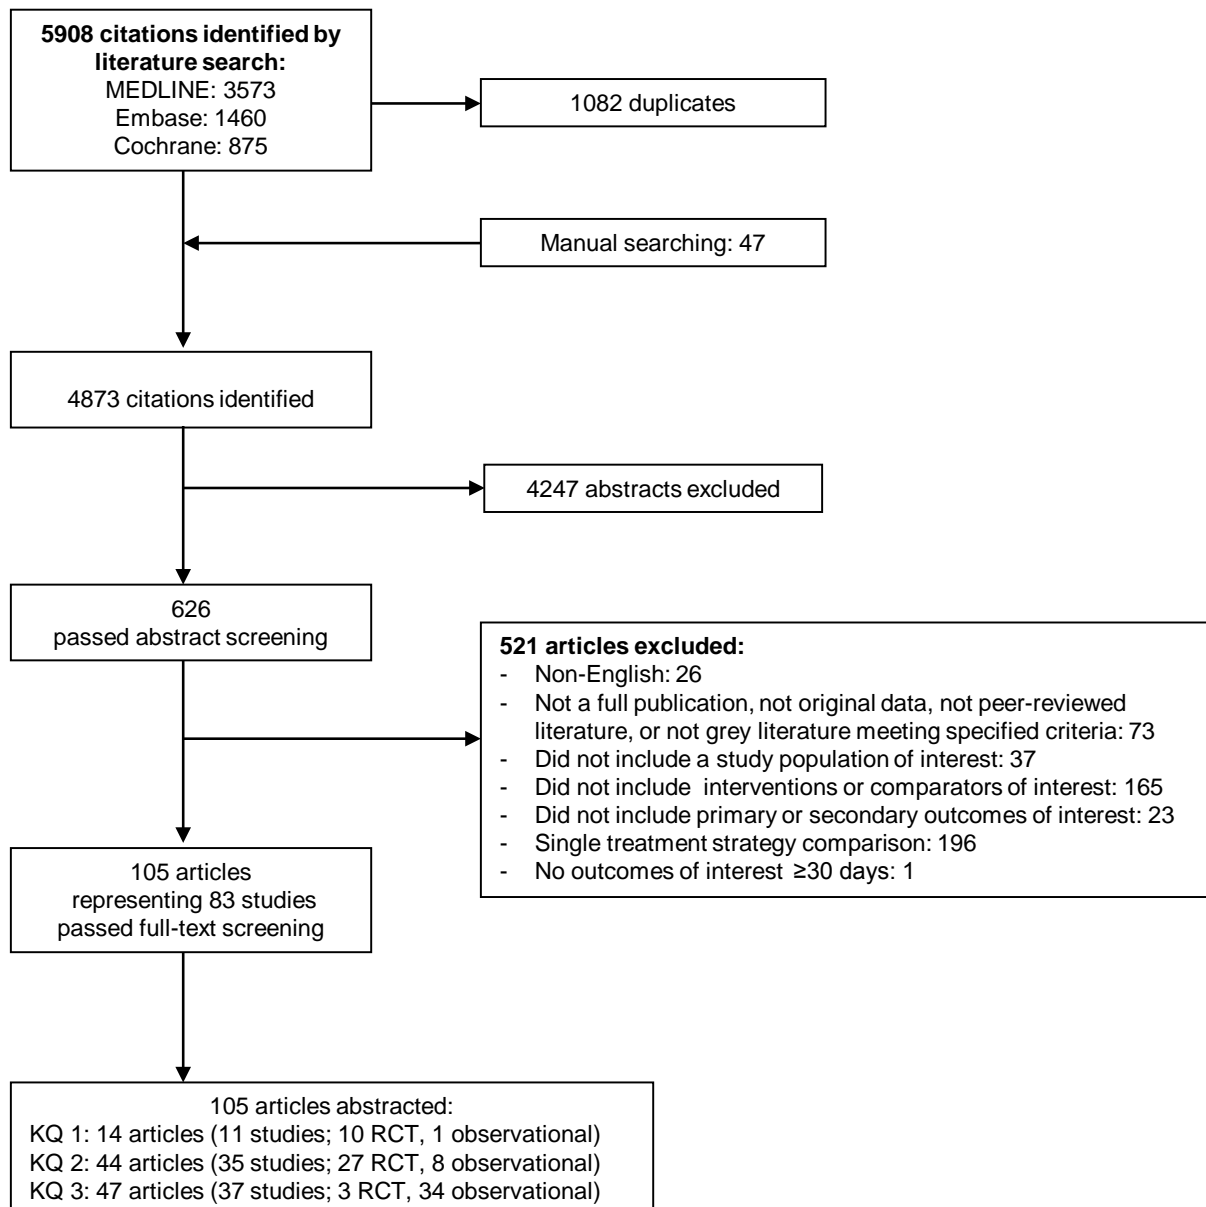 5908 citations identified by
literature search:
MEDLINE: 3573
Embase: 1460
Cochrane: 875
1082 duplicates
Manual searching: 47
4873 citations identified
4247 abstracts excluded
626
passed abstract screening
521 articles excluded:
- Non-English: 26
- Not a full publication, not original data, not peer-reviewed
literature, or not grey literature meeting specified criteria: 73
- Did not include a study population of interest: 37
- Did not include interventions or comparators of interest: 165
- Did not include primary or secondary outcomes of interest: 23
- Single treatment strategy comparison: 196
- No outcomes of interest ≥30 days: 1
105 articles
representing 83 studies
passed full-text screening
105 articles abstracted:
KQ 1: 14 articles (11 studies; 10 RCT, 1 observational)
KQ 2: 44 articles (35 studies; 27 RCT, 8 observational)
KQ 3: 47 articles (37 studies; 3 RCT, 34 observational)